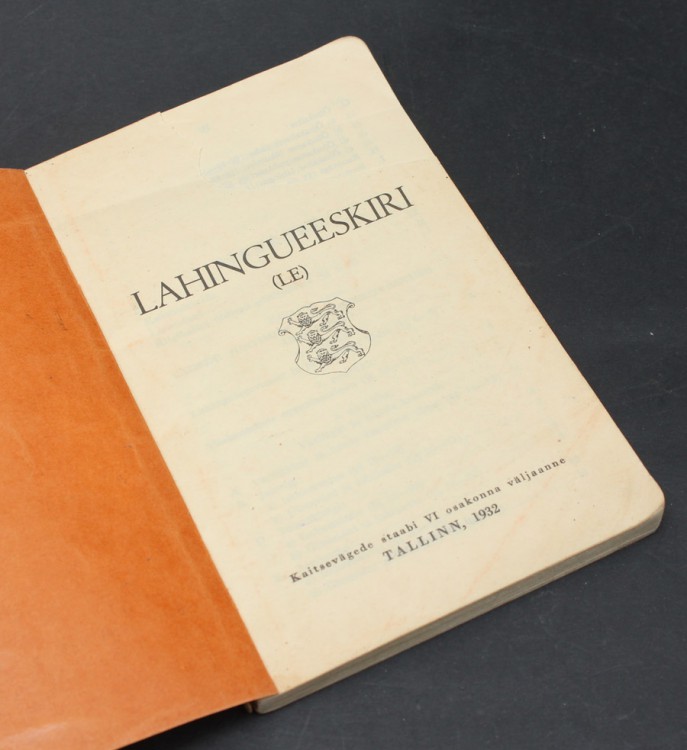 LAHINGUEESKIRI
(LE)
Kaitsevägede staabi VI osakonna väljaanne
TALLINN, 1932